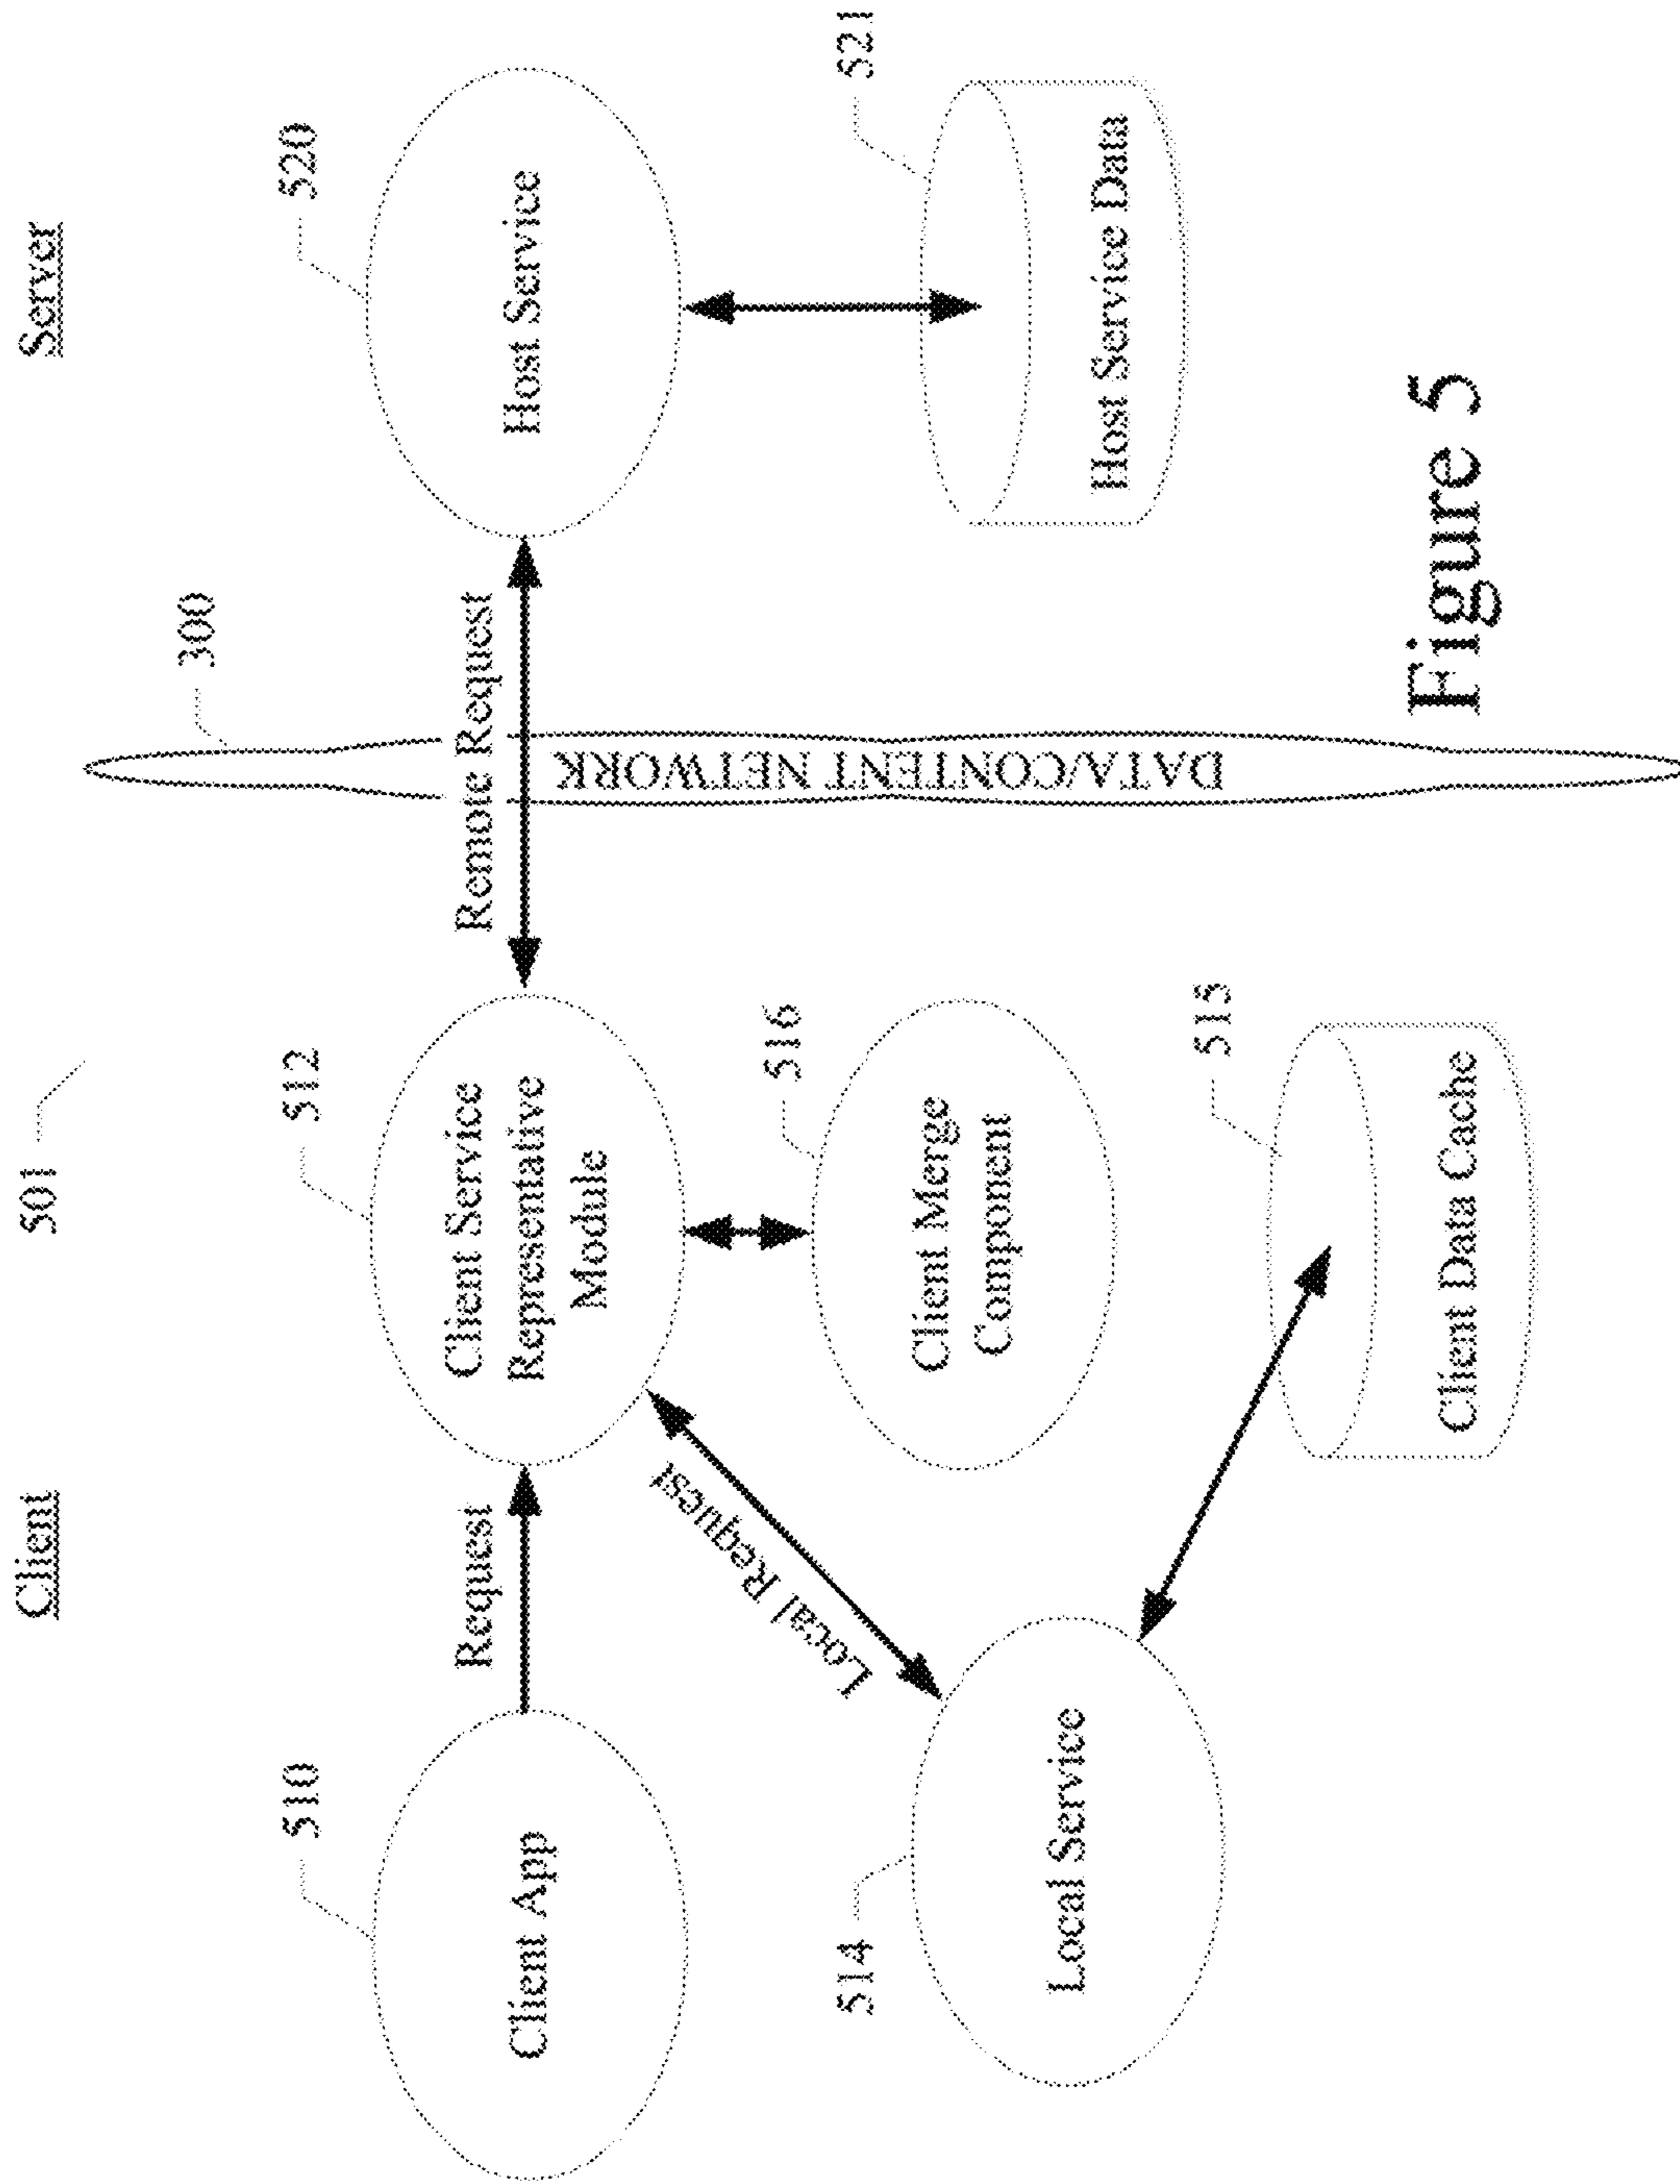 Client
501
Server
510
Client App
Request
512
Client Service
Representative
Module
Remote Request
300
DATA/CONTENT NETWORK
520
Host Service
514
Local Service
Local Request
516
Client Merge
Component
515
Client Data Cache
521
Host Service Data
Figure 5